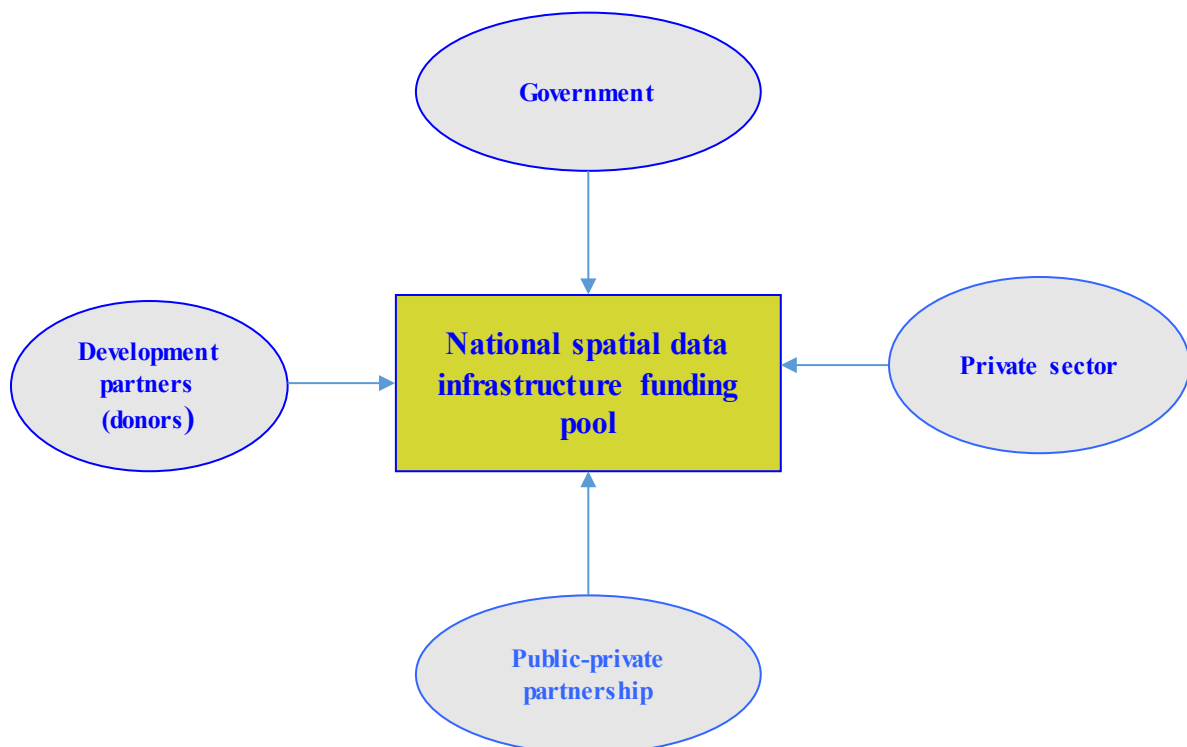 Government
National spatial data
infrastructure funding
pool
Development
partners
(donors)
Private sector
Public-private
partnership